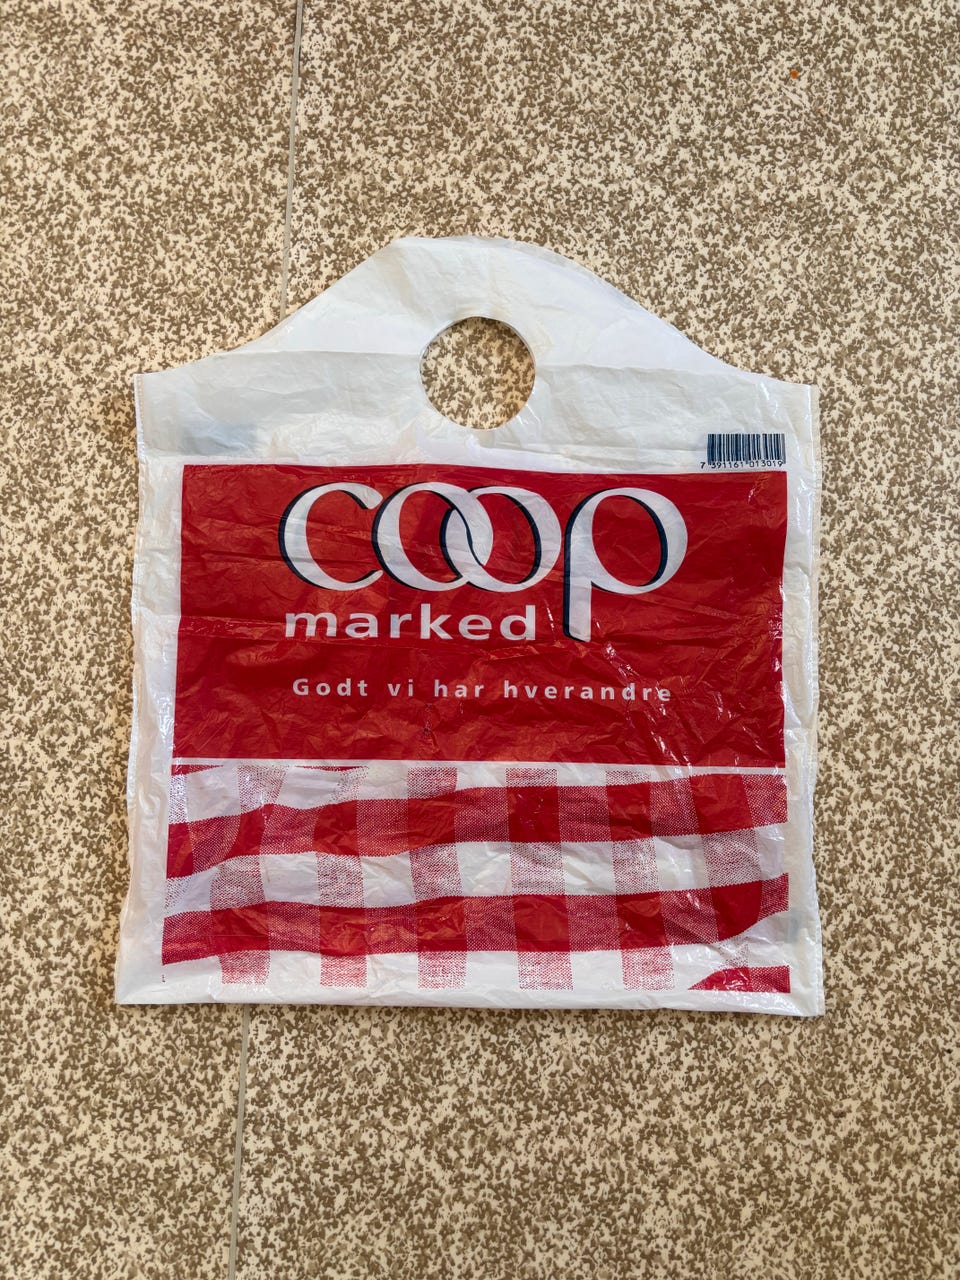 7 391161 013019
coop
marked
Godt vi har hverandre